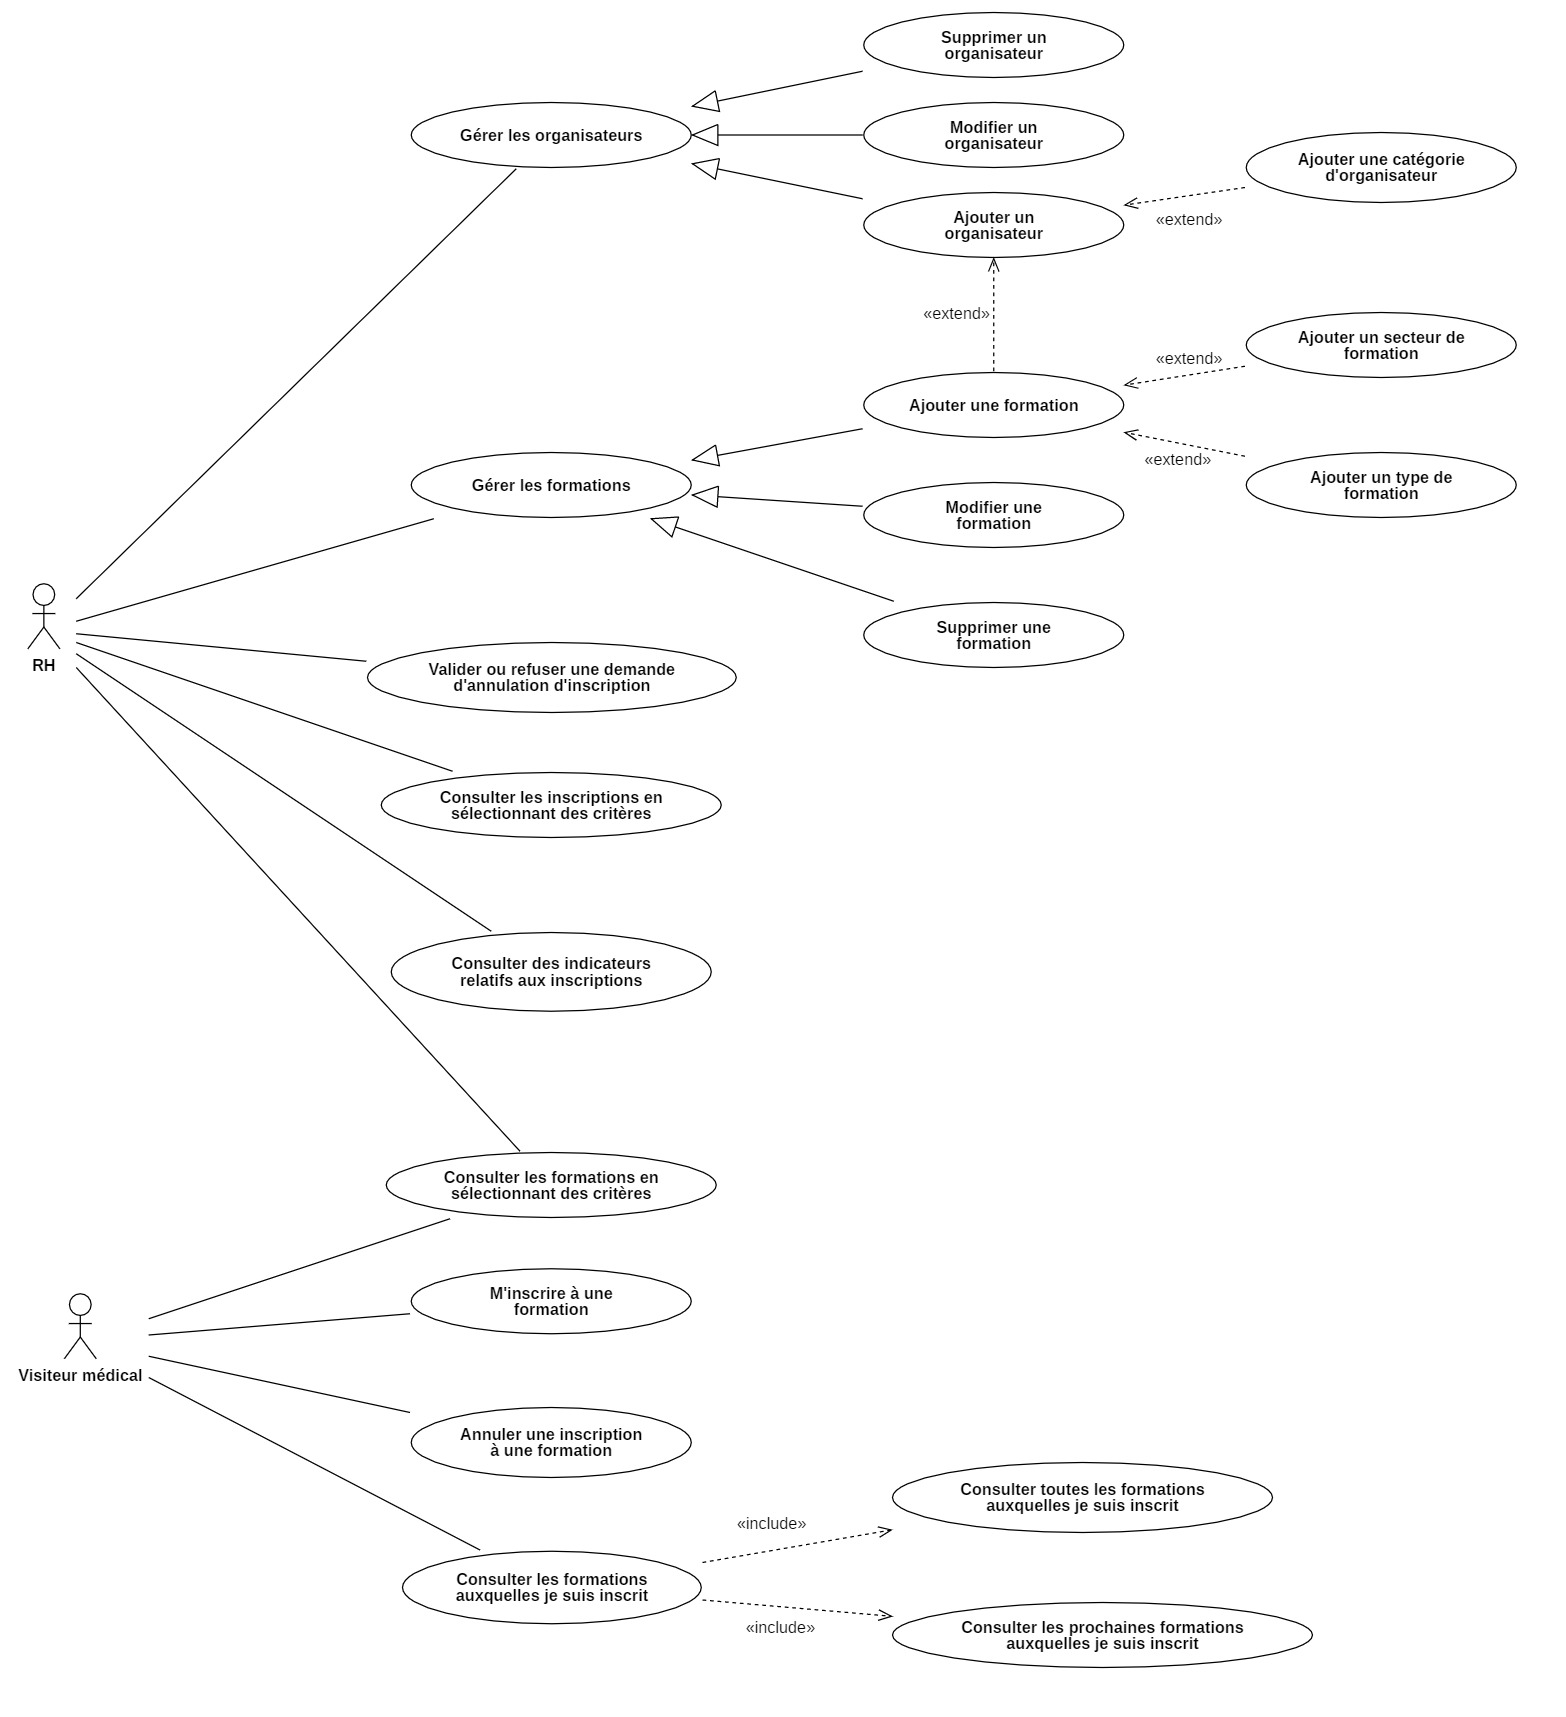 Supprimer un
organisateur
Gérer les organisateurs
Modifier un
organisateur
Ajouter une catégorie
d'organisateur
Ajouter un
organisateur
«extend»
«extend»
Ajouter un secteur de
formation
«extend»
Ajouter une formation
«extend»
Gérer les formations
Ajouter un type de
formation
Modifier une
formation
Supprimer une
formation
RH
Valider ou refuser une demande
d'annulation d'inscription
Consulter les inscriptions en
sélectionnant des critères
Consulter des indicateurs
relatifs aux inscriptions
Consulter les formations en
sélectionnant des critères
M'inscrire à une
formation
Visiteur médical
Annuler une inscription
à une formation
Consulter toutes les formations
auxquelles je suis inscrit
«include»
Consulter les formations
auxquelles je suis inscrit
«include»
Consulter les prochaines formations
auxquelles je suis inscrit